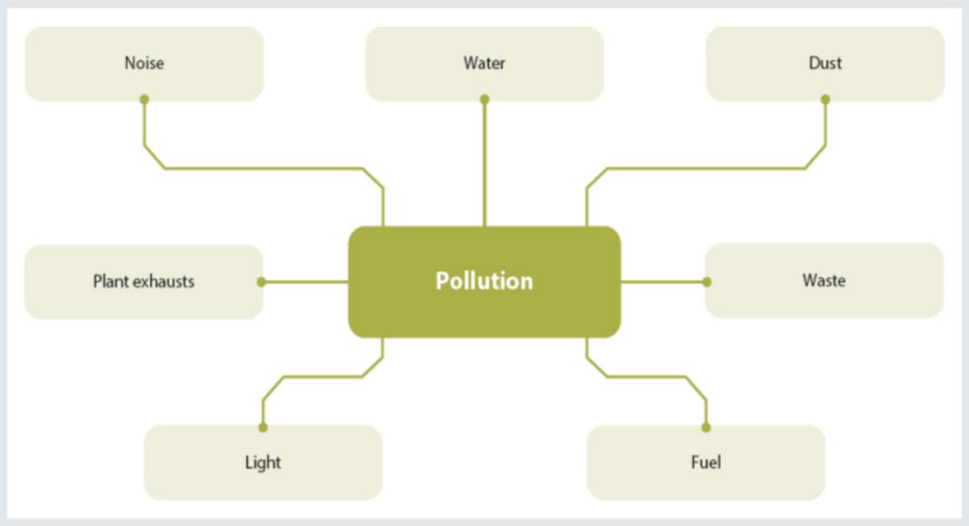 Noise
Water
Dust
Plant exhausts
Pollution
Waste
Light
Fuel